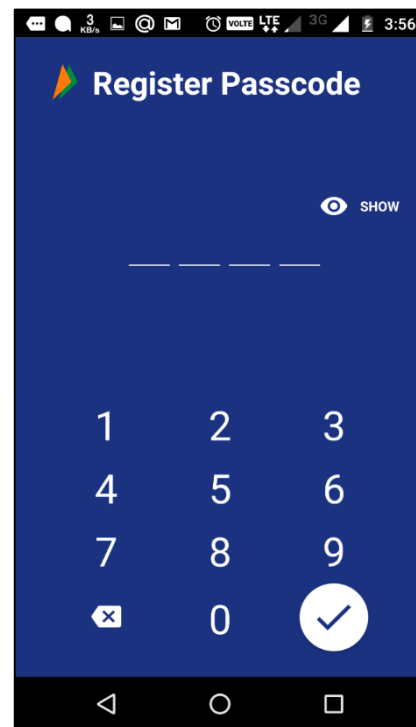 3 KB/s VOLTE LTE 3G 3:56
Register Passcode
SHOW
1 2 3
4 5 6
7 8 9
0